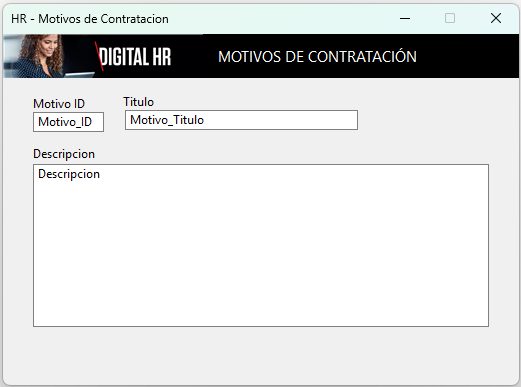 HR - Motivos de Contratacion
DIGITAL HR
MOTIVOS DE CONTRATACIÓN
Motivo ID
Titulo
Motivo_ID
Motivo_Titulo
Descripcion
Descripcion